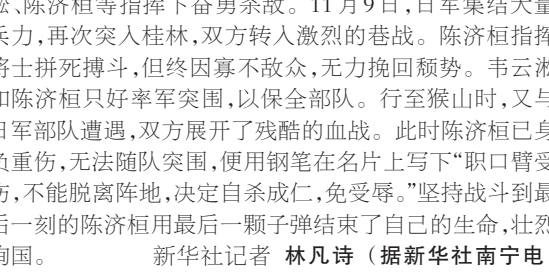 淞、陈济桓等指挥下奋勇杀敌。11月9日,日军集结大量
兵力,再次突入桂林,双方转入激烈的巷战。陈济桓指挥
将士拼死搏斗,但终因寡不敌众,无力挽回颓势。韦云淞
和陈济桓只好率军突围,以保全部队。行至猴山时,又与
日军部队遭遇,双方展开了残酷的血战。此时陈济桓已身
负重伤,无法随队突围,便用钢笔在名片上写下“职口臂受
伤,不能脱离阵地,决定自杀成仁,免受辱。”坚持战斗到最
后一刻的陈济桓用最后一颗子弹结束了自己的生命,壮烈
殉国。 新华社记者 林凡诗(据新华社南宁电